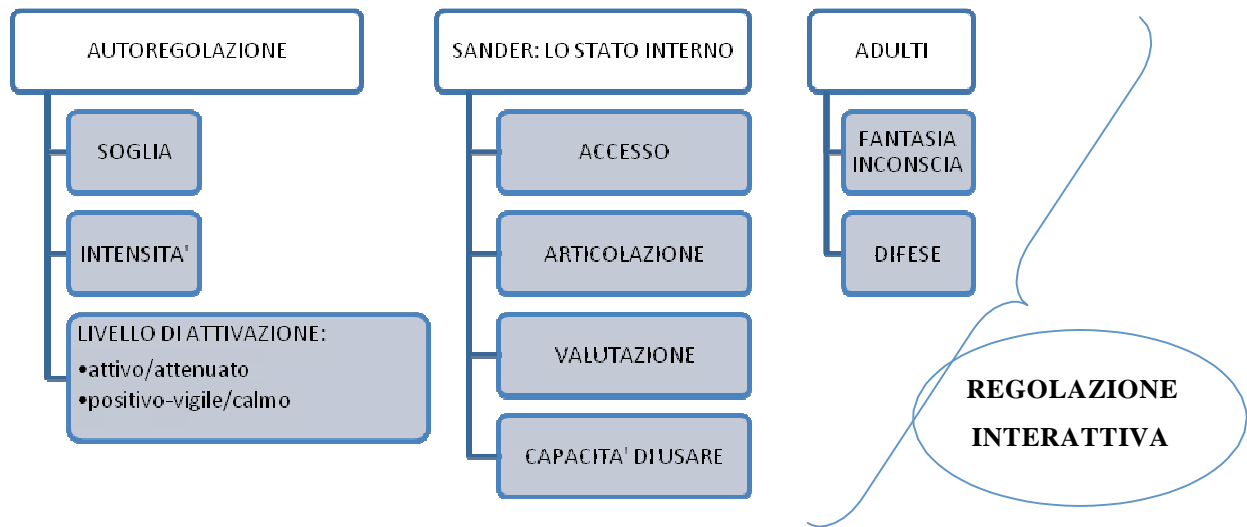 AUTOREGOLAZIONE
SOGLIA
INTENSITA'
LIVELLO DI ATTIVAZIONE:
•attivo/attenuato
•positivo-vigile/calmo
SANDER: LO STATO INTERNO
ACCESSO
ARTICOLAZIONE
VALUTAZIONE
CAPACITA' DI USARE
ADULTI
FANTASIA
INCONSCIA
DIFESE
REGOLAZIONE
INTERATTIVA